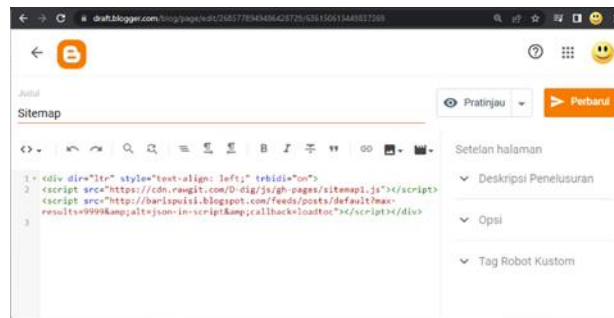 draft.blogger.com/blog/page/edit/2685778949486428729/636150615449837269
Judul
Sitemap
Pratinjau
Perbarui
Setelan halaman
B I
1 <div dir="ltr" style="text-align: left;" trbidi="on">
2 <script src="https://cdn.rawgit.com/D-dig/js/gh-pages/sitemap1.js"></script>
<script src="http://barispuisi.blogspot.com/feeds/posts/default?max-
results=9999&amp;alt=json-in-script&amp;callback=loadtoc"></script></div>
3
Deskripsi Penelusuran
Opsi
Tag Robot Kustom